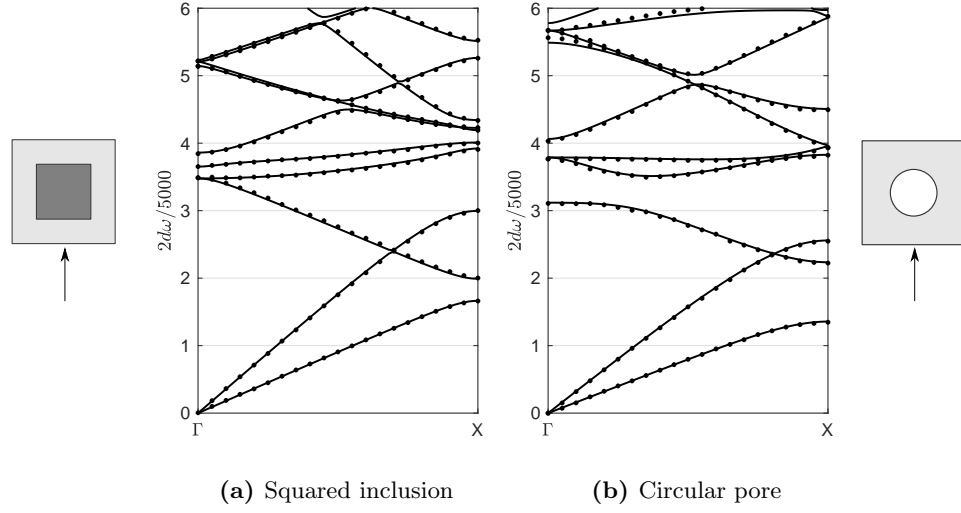 6
5
4
3
2
1
0
2dω/5000
Γ
X
6
5
4
3
2
1
0
2dω/5000
Γ
X
(a) Squared inclusion
(b) Circular pore